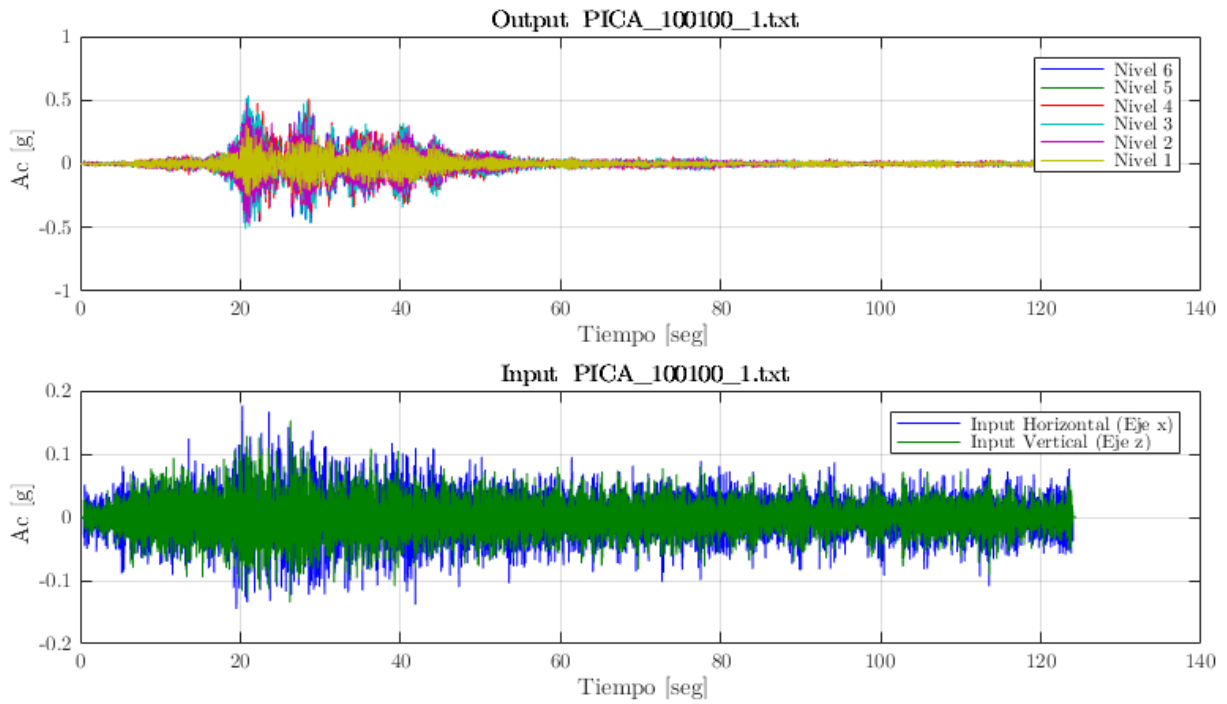 Output PICA_100100_1.txt
1
0.5
0
-0.5
-1
Ac [g]
Nivel 6
Nivel 5
Nivel 4
Nivel 3
Nivel 2
Nivel 1
0 20 40 60 80 100 120 140
Tiempo [seg]
Input PICA_100100_1.txt
0.2
0.1
0
-0.1
-0.2
Ac [g]
Input Horizontal (Eje x)
Input Vertical (Eje z)
0 20 40 60 80 100 120 140
Tiempo [seg]